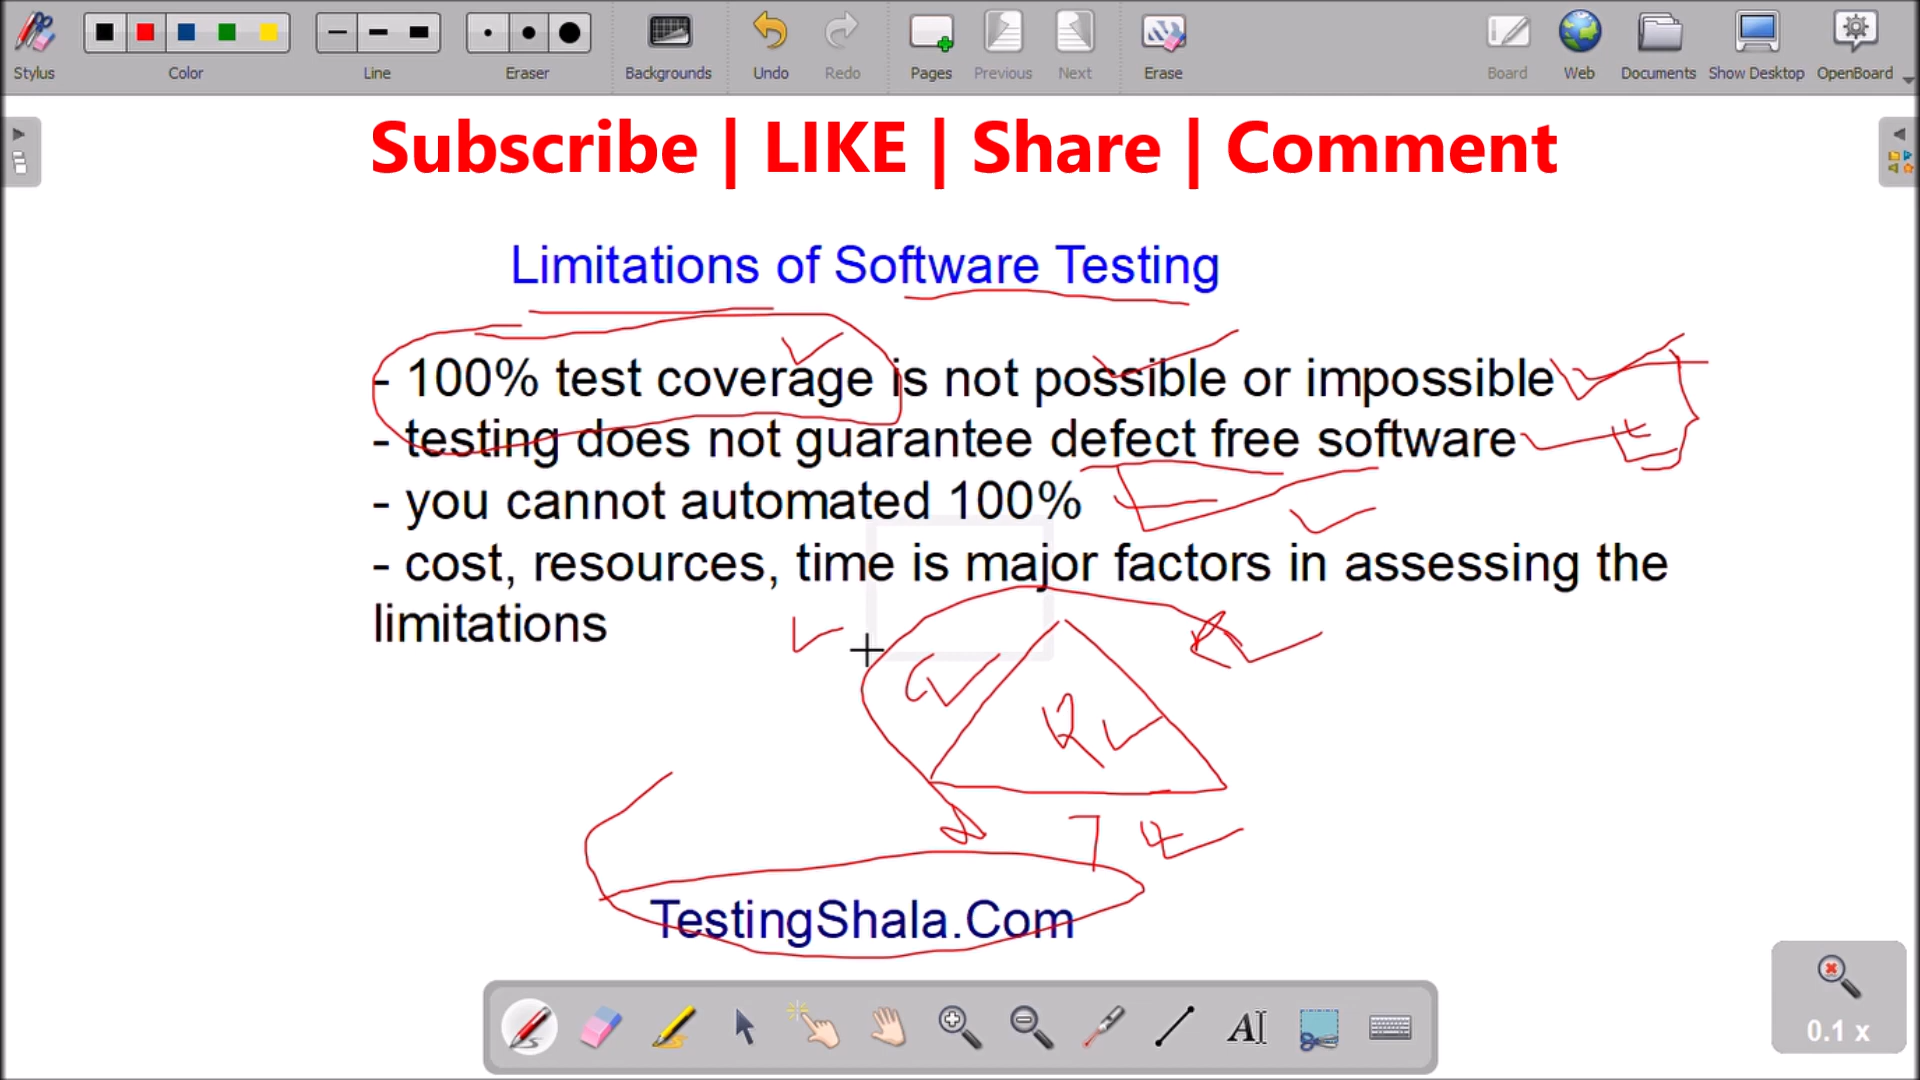 Stylus Color Line Eraser Backgrounds Undo Redo Pages Previous Next Erase Board Web Documents Show Desktop OpenBoard
Subscribe | LIKE | Share | Comment
Limitations of Software Testing
- 100% test coverage is not possible or impossible
- testing does not guarantee defect free software
- you cannot automated 100%
- cost, resources, time is major factors in assessing the
limitations
TestingShala.Com
0.1 x